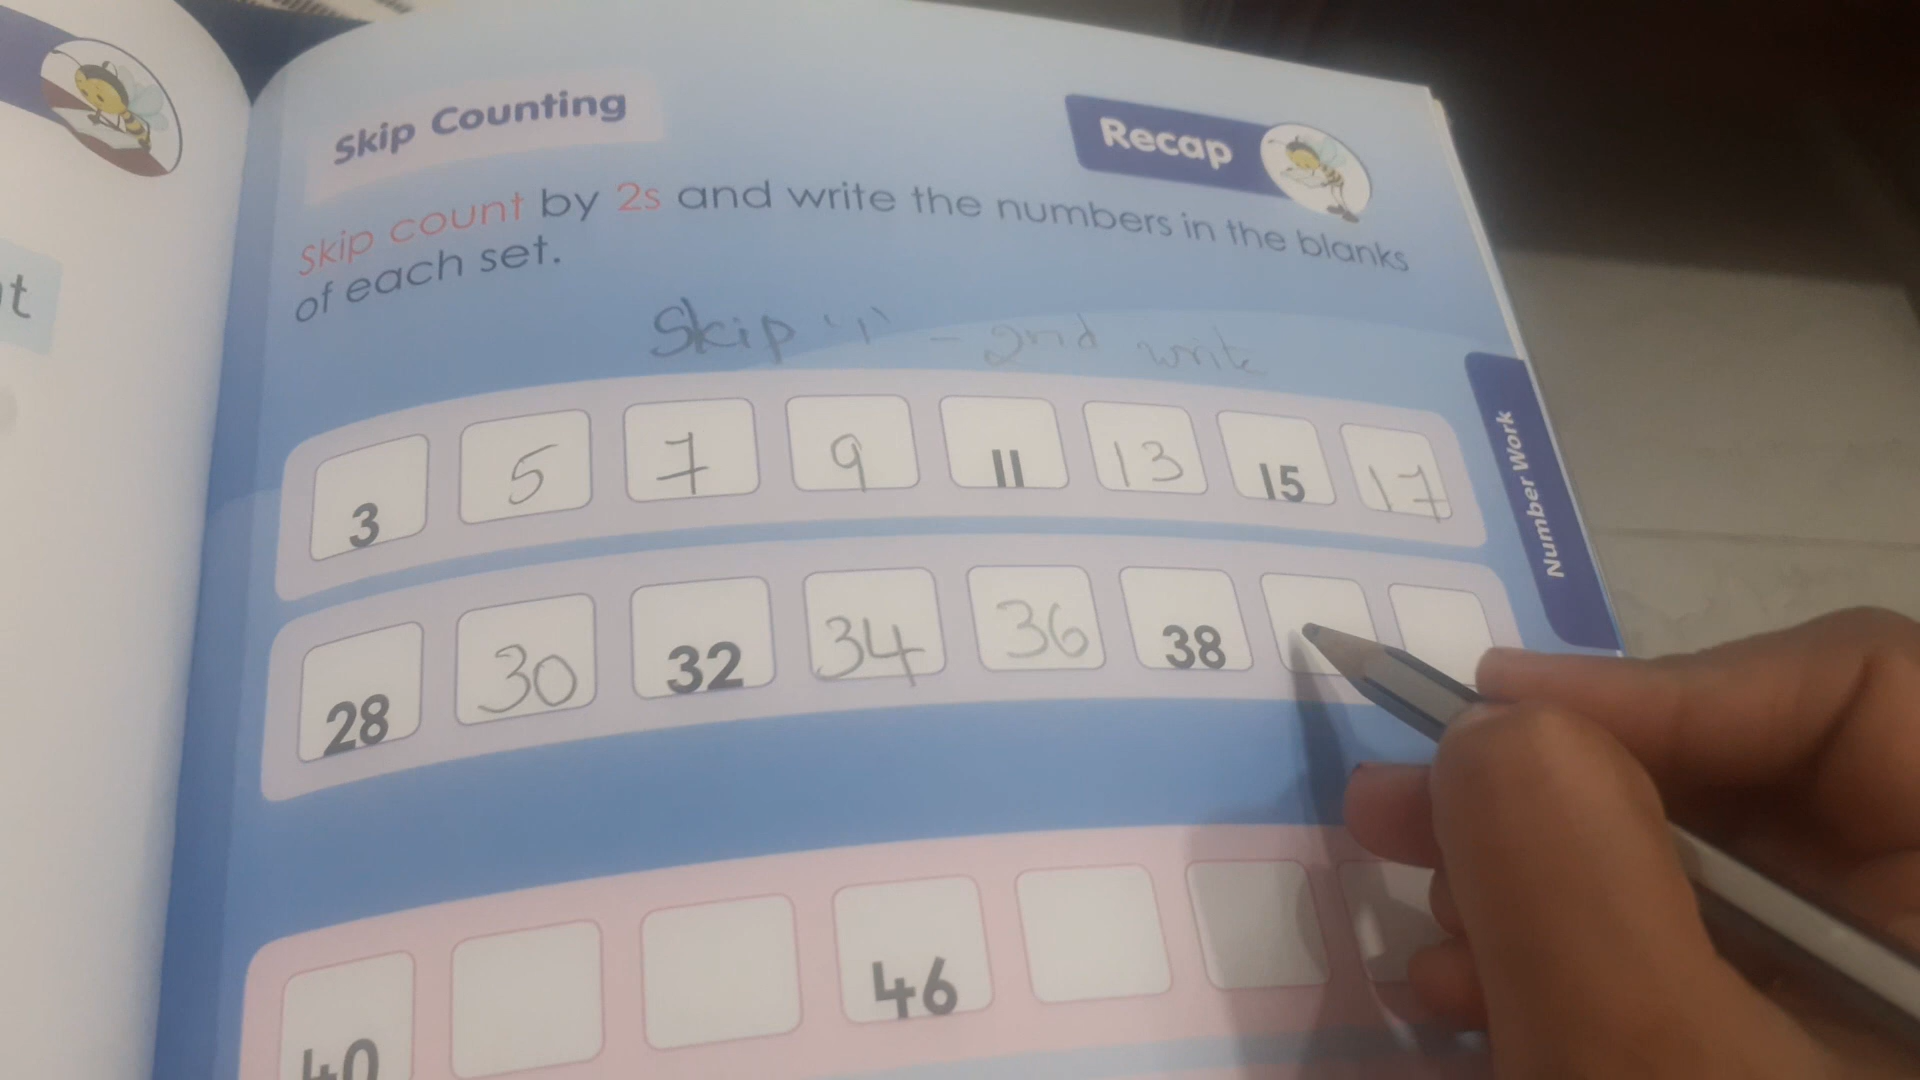 t
Skip Counting
Recap
Skip count by 2s and write the numbers in the blanks
of each set.
Skip '1' - 2nd write
3 5 7 9 11 13 15 17
28 30 32 34 36 38
40 46
Number Work